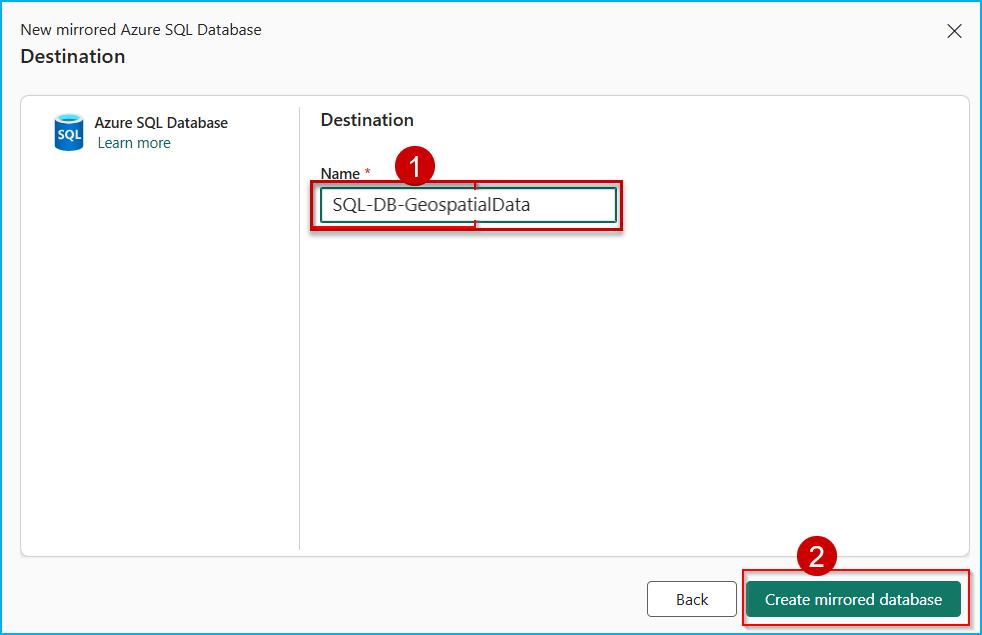 New mirrored Azure SQL Database
Destination
SQL
Azure SQL Database
Learn more
Destination
Name *
1
SQL-DB-GeospatialData
2
Back
Create mirrored database